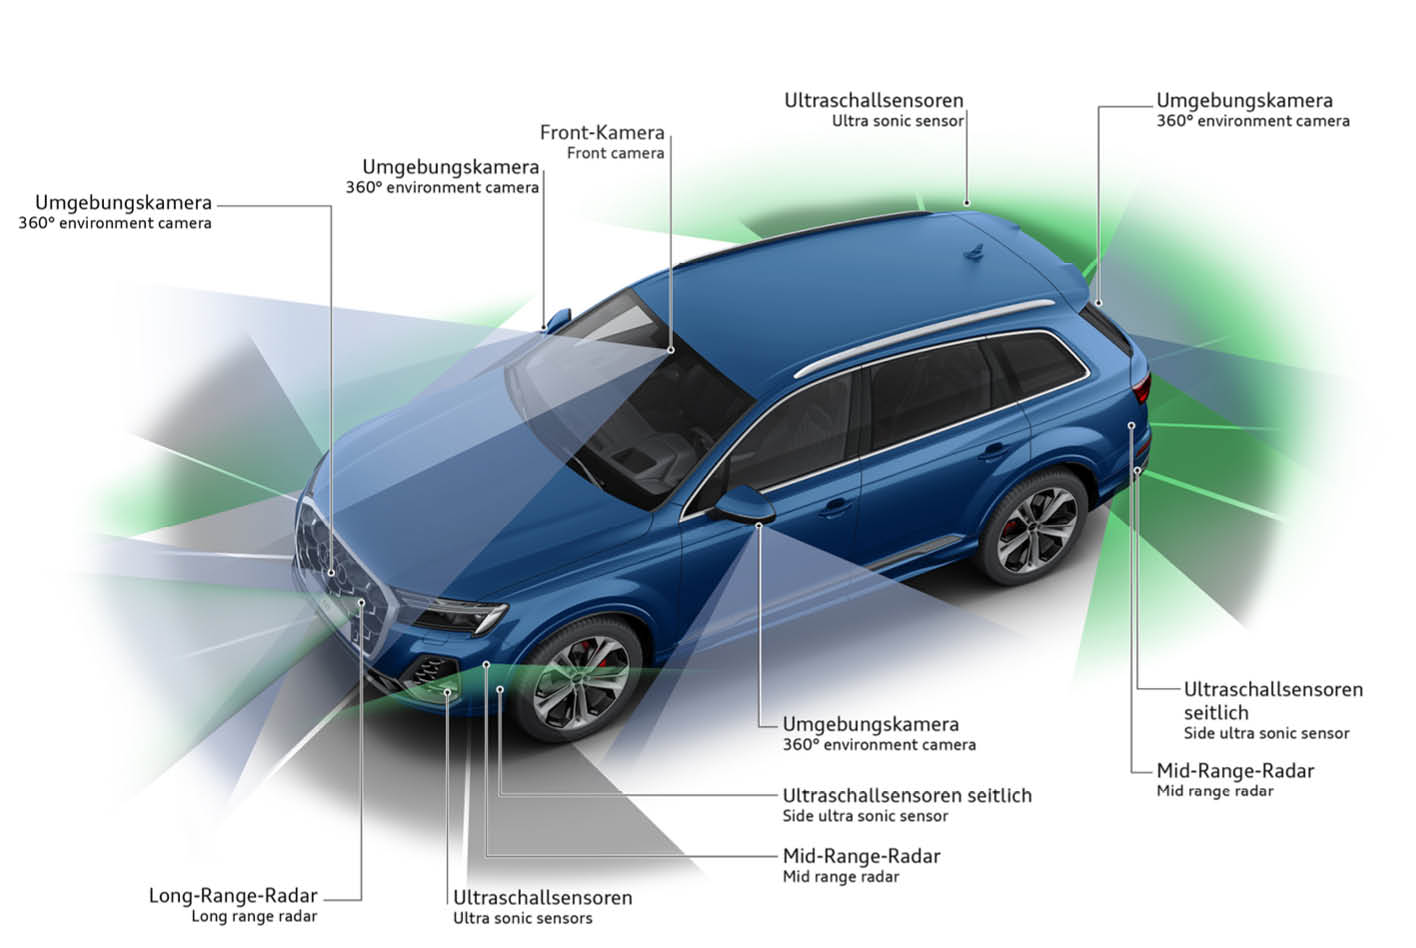 Ultraschallsensoren
Ultra sonic sensor
Umgebungskamera
360° environment camera
Front-Kamera
Front camera
Umgebungskamera
360° environment camera
Umgebungskamera
360° environment camera
Ultraschallsensoren
seitlich
Side ultra sonic sensor
Umgebungskamera
360° environment camera
Mid-Range-Radar
Mid range radar
Ultraschallsensoren seitlich
Side ultra sonic sensor
Mid-Range-Radar
Mid range radar
Long-Range-Radar
Long range radar
Ultraschallsensoren
Ultra sonic sensors